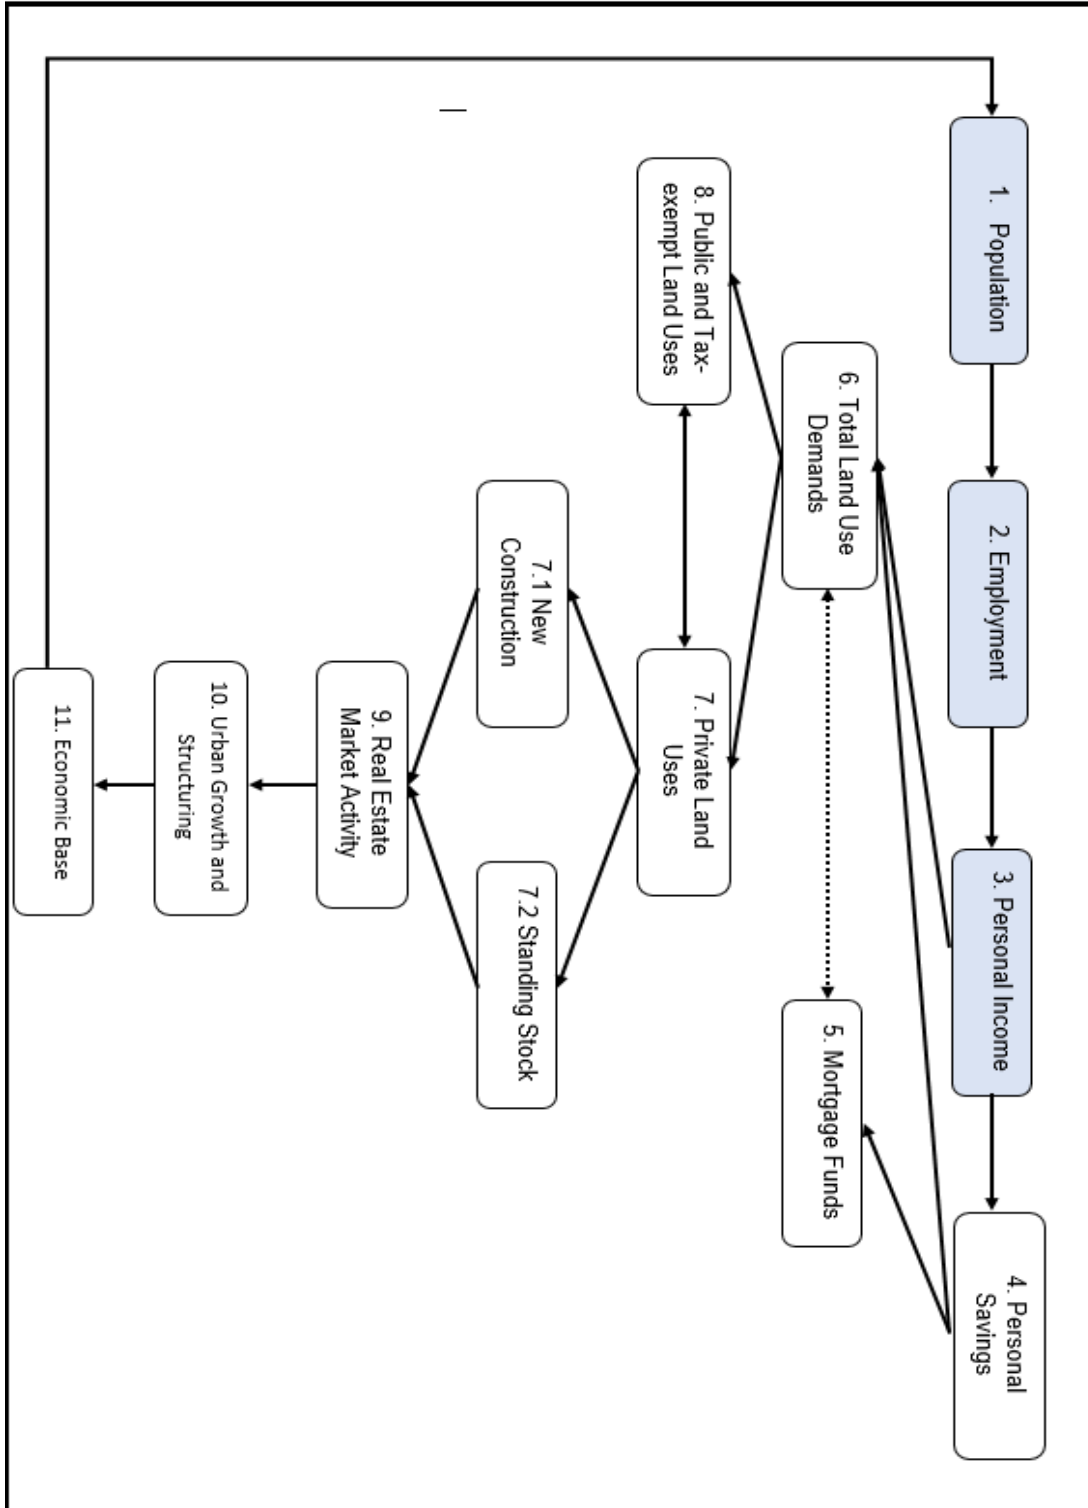 1. Population
2. Employment
3. Personal Income
4. Personal
Savings
6. Total Land Use
Demands
5. Mortgage Funds
8. Public and Tax-
exempt Land Uses
7. Private Land
Uses
7.1 New
Construction
7.2 Standing Stock
9. Real Estate
Market Activity
10. Urban Growth and
Structuring
11. Economic Base